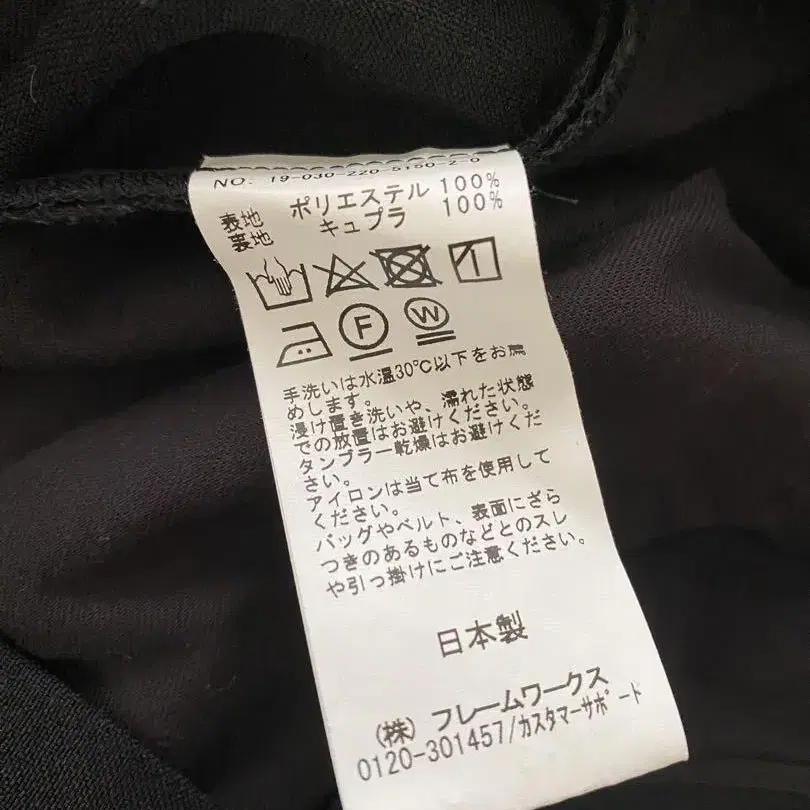 NO. 19-030-220-5150-2-0
表地 ポリエステル 100%
裏地 キュプラ 100%
F W
手洗いは水温30℃以下をお薦
めします。
浸け置き洗いや、濡れた状態
での放置はお避けください。
タンブラー乾燥はお避けくだ
さい。
アイロンは当て布を使用して
ください。
バッグやベルト、表面にざら
つきのあるものなどとのスレ
や引っ掛けにご注意ください。
日本製
(株) フレームワークス
0120-301457/カスタマーサポード